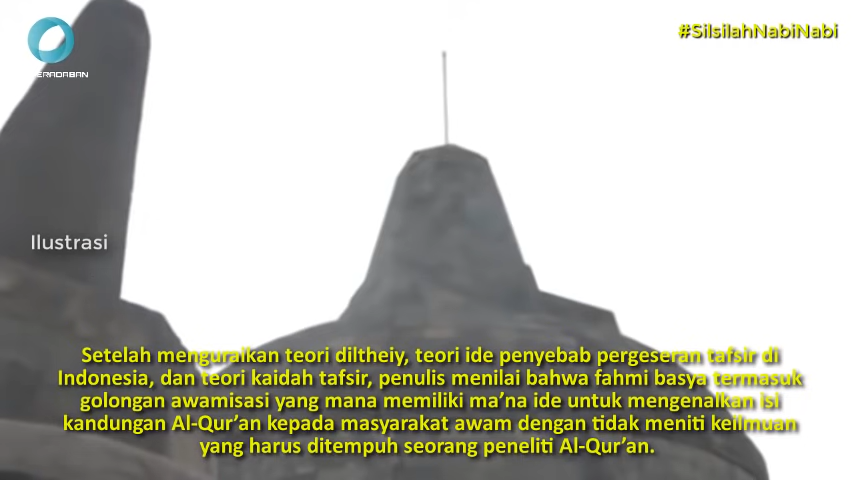 #SilsilahNabiNabi
ERADABAN
Ilustrasi
Setelah menguraikan teori diltheiy, teori ide penyebab pergeseran tafsir di
Indonesia, dan teori kaidah tafsir, penulis menilai bahwa fahmi basya termasuk
golongan awamisasi yang mana memiliki ma'na ide untuk mengenalkan isi
kandungan Al-Qur'an kepada masyarakat awam dengan tidak meniti keilmuan
yang harus ditempuh seorang peneliti Al-Qur'an.